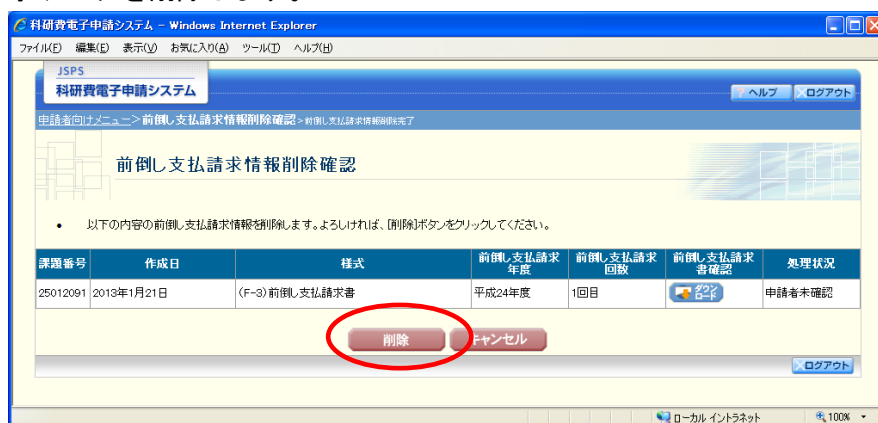 科研費電子申請システム - Windows Internet Explorer
ファイル(F) 編集(E) 表示(V) お気に入り(A) ツール(T) ヘルプ(H)
JSPS
科研費電子申請システム
? ヘルプ ログアウト
申請者向けメニュー>前倒し支払請求情報削除確認>前倒し支払請求情報削除完了
前倒し支払請求情報削除確認
• 以下の内容の前倒し支払請求情報を削除します。よろしければ、[削除]ボタンをクリックしてください。
課題番号 作成日 様式 前倒し支払請求年度 前倒し支払請求回数 前倒し支払請求書確認 処理状況
25012091 2013年1月21日 (F-3)前倒し支払請求書 平成24年度 1回目 ダウンロード 申請者未確認
削除 キャンセル
ログアウト
ローカル イントラネット 100%